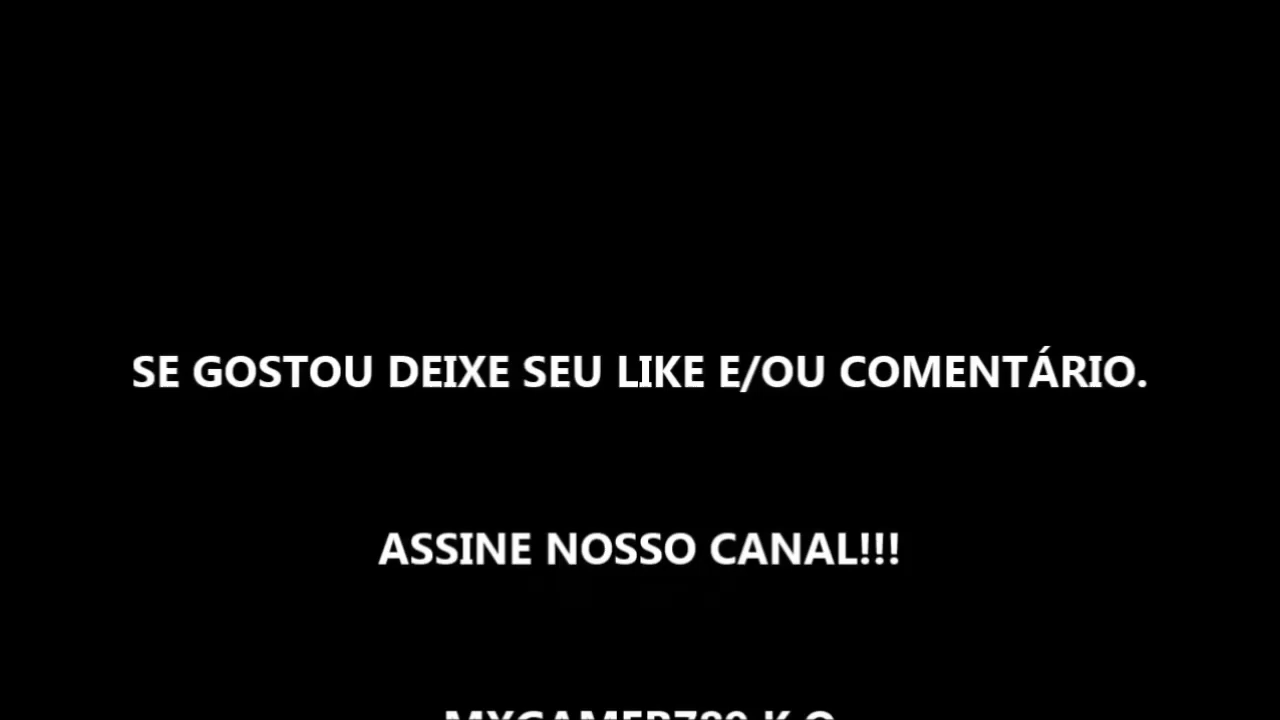 SE GOSTOU DEIXE SEU LIKE E/OU COMENTÁRIO.
ASSINE NOSSO CANAL!!!